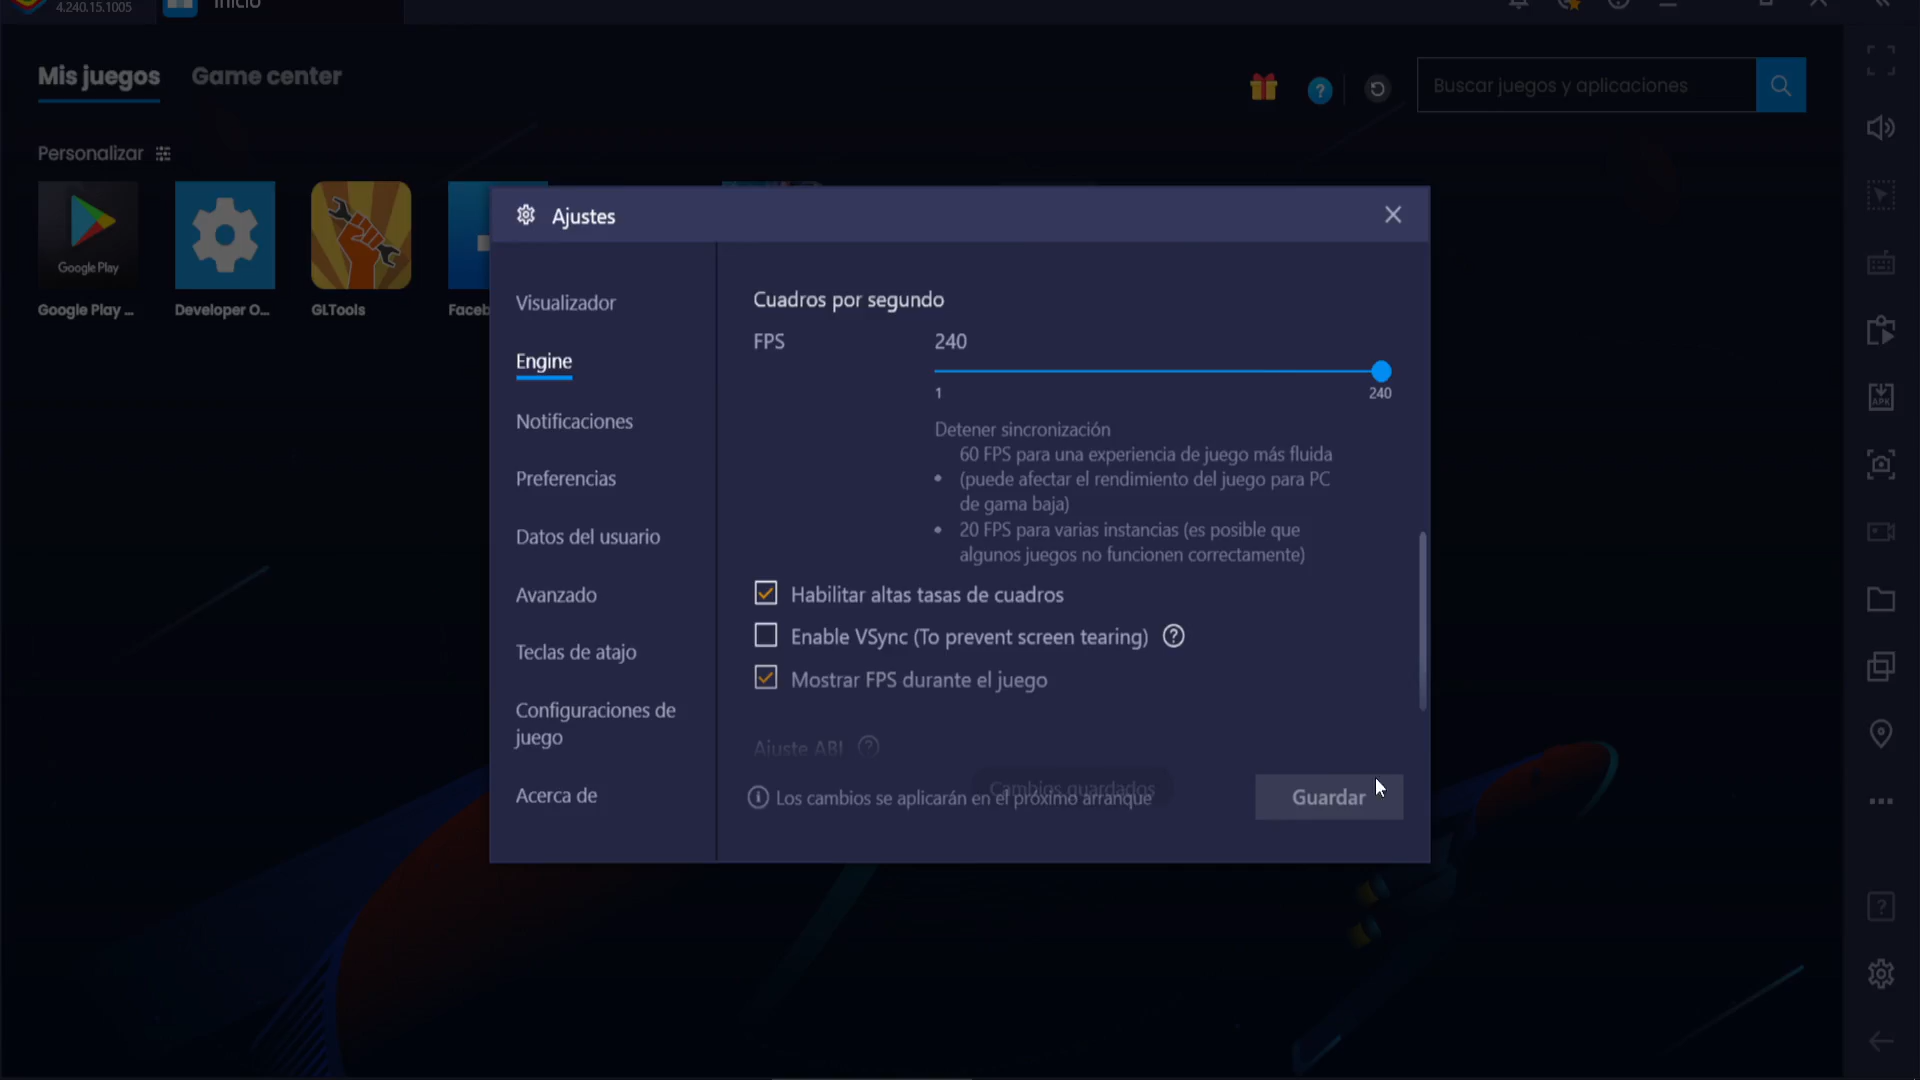 4.240.15.1005
Inicio
Mis juegos
Game center
Buscar juegos y aplicaciones
Personalizar
Google Play
Google Play ...
Developer O...
GLTools
Faceb
Ajustes
Visualizador
Engine
Notificaciones
Preferencias
Datos del usuario
Avanzado
Teclas de atajo
Configuraciones de
juego
Acerca de
Cuadros por segundo
FPS
240
1
240
Detener sincronización
60 FPS para una experiencia de juego más fluida
• (puede afectar el rendimiento del juego para PC
de gama baja)
• 20 FPS para varias instancias (es posible que
algunos juegos no funcionen correctamente)
Habilitar altas tasas de cuadros
Enable VSync (To prevent screen tearing)
Mostrar FPS durante el juego
Ajuste ABI
Cambios guardados
Los cambios se aplicarán en el próximo arranque
Guardar
APK